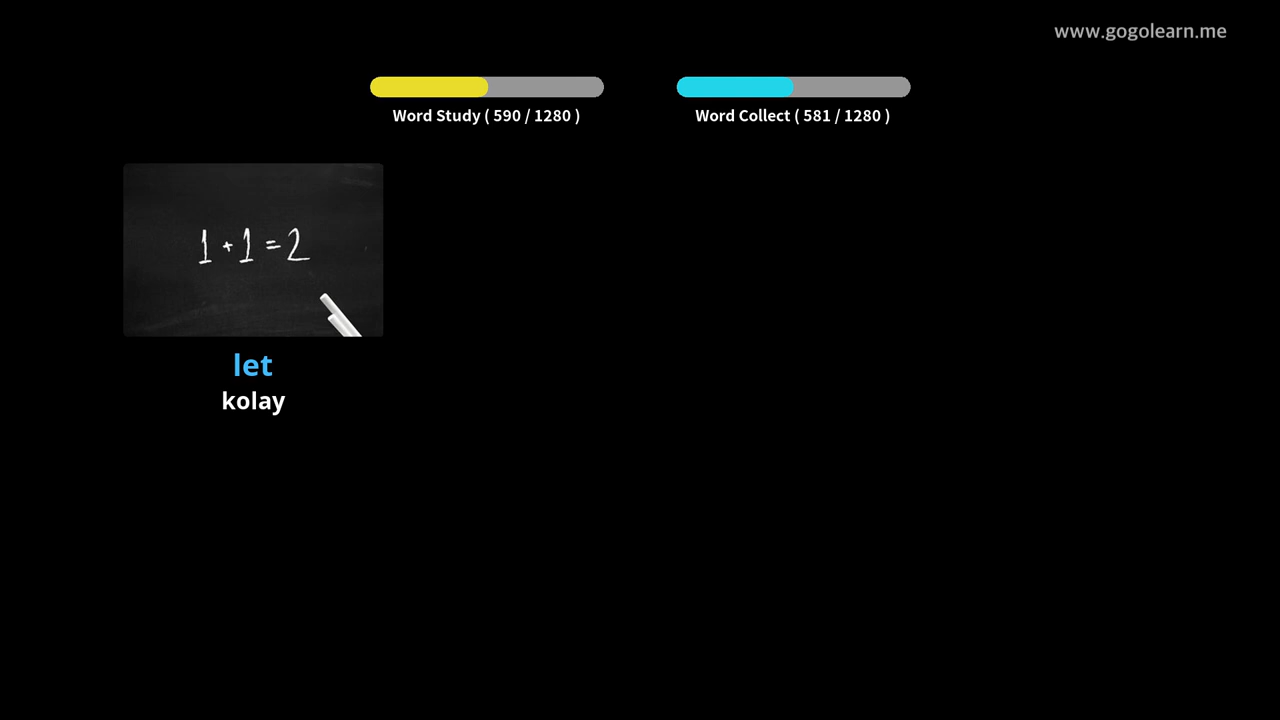 www.gogolearn.me
Word Study ( 590 / 1280 )
Word Collect ( 581 / 1280 )
1 + 1 = 2
let
kolay